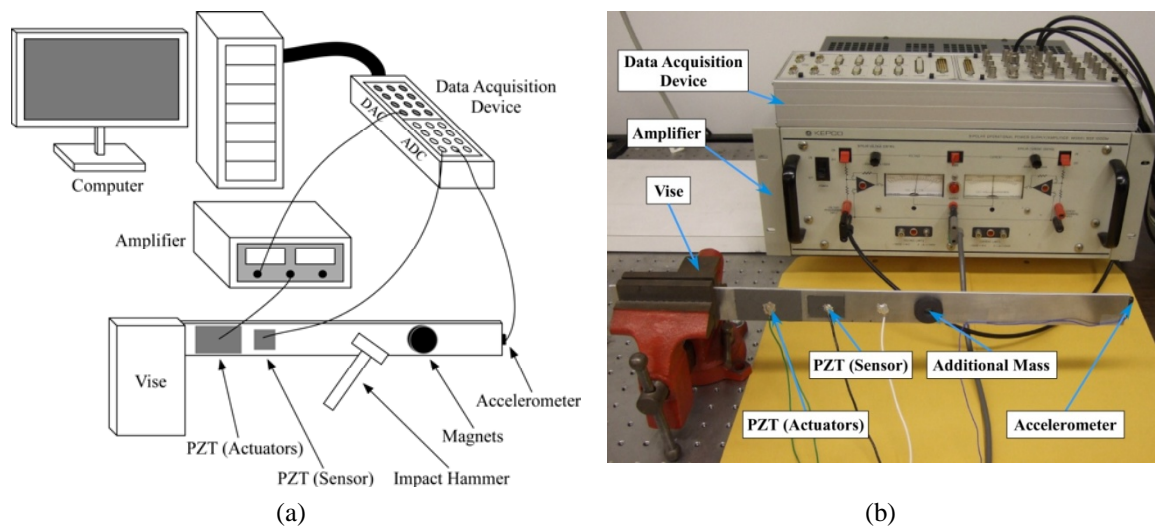 Data Acquisition
Device
DAC
ADC
Computer
Amplifier
Vise
PZT (Actuators)
PZT (Sensor)
Impact Hammer
Magnets
Accelerometer
(a)
Data Acquisition
Device
Amplifier
KEPCO
Vise
PZT (Sensor)
Additional Mass
PZT (Actuators)
Accelerometer
(b)